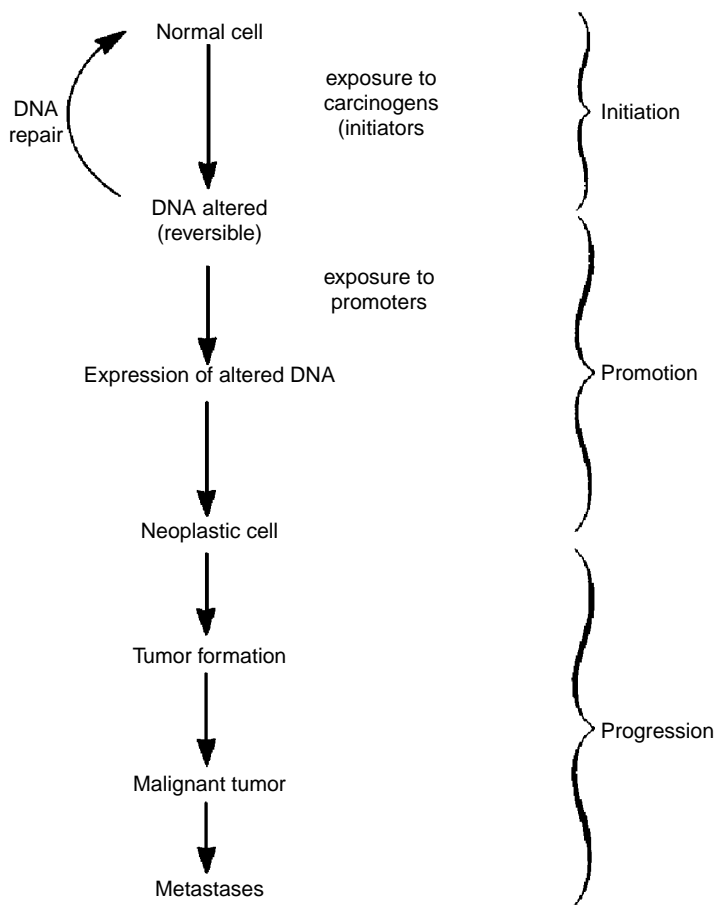 Normal cell
DNA
repair
exposure to
carcinogens
(initiators
Initiation
DNA altered
(reversible)
exposure to
promoters
Expression of altered DNA
Promotion
Neoplastic cell
Tumor formation
Progression
Malignant tumor
Metastases